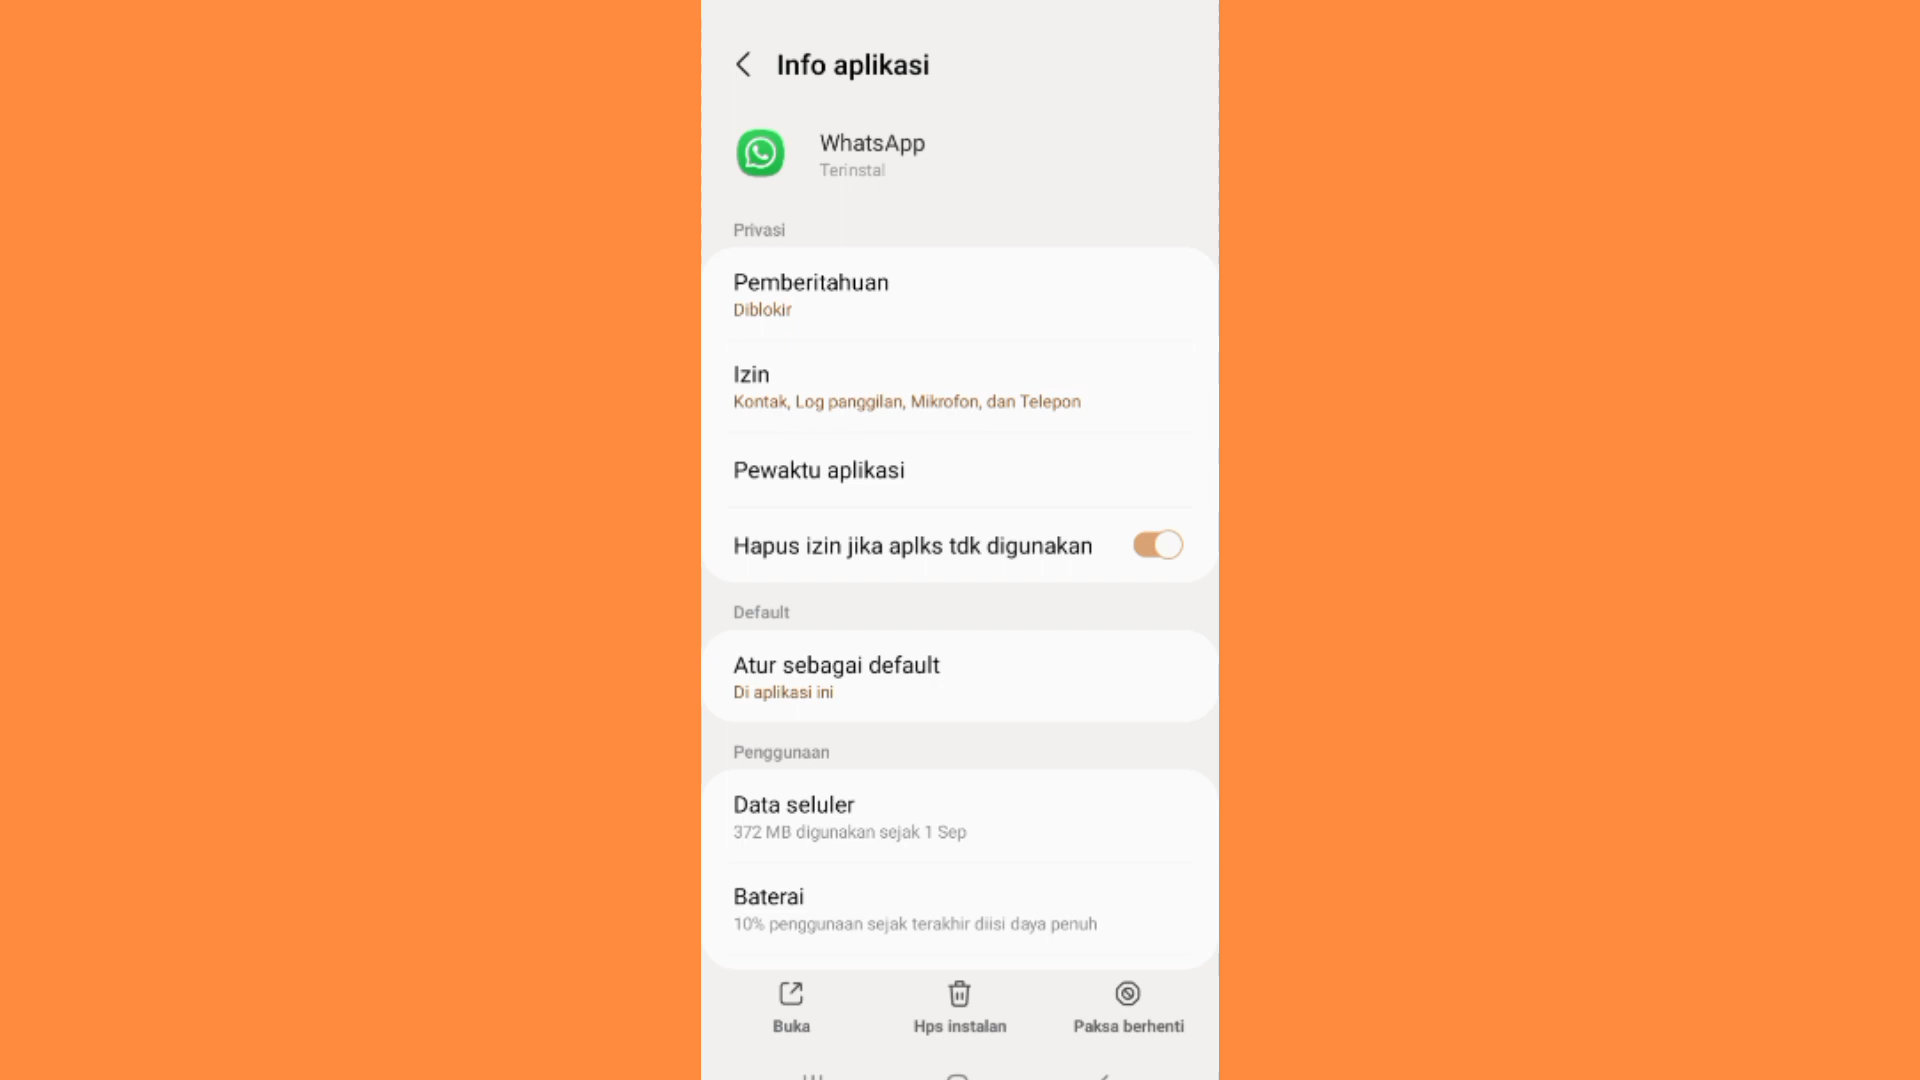 Info aplikasi
WhatsApp
Terinstal
Privasi
Pemberitahuan
Diblokir
Izin
Kontak, Log panggilan, Mikrofon, dan Telepon
Pewaktu aplikasi
Hapus izin jika aplks tdk digunakan
Default
Atur sebagai default
Di aplikasi ini
Penggunaan
Data seluler
372 MB digunakan sejak 1 Sep
Baterai
10% penggunaan sejak terakhir diisi daya penuh
Buka
Hps instalan
Paksa berhenti